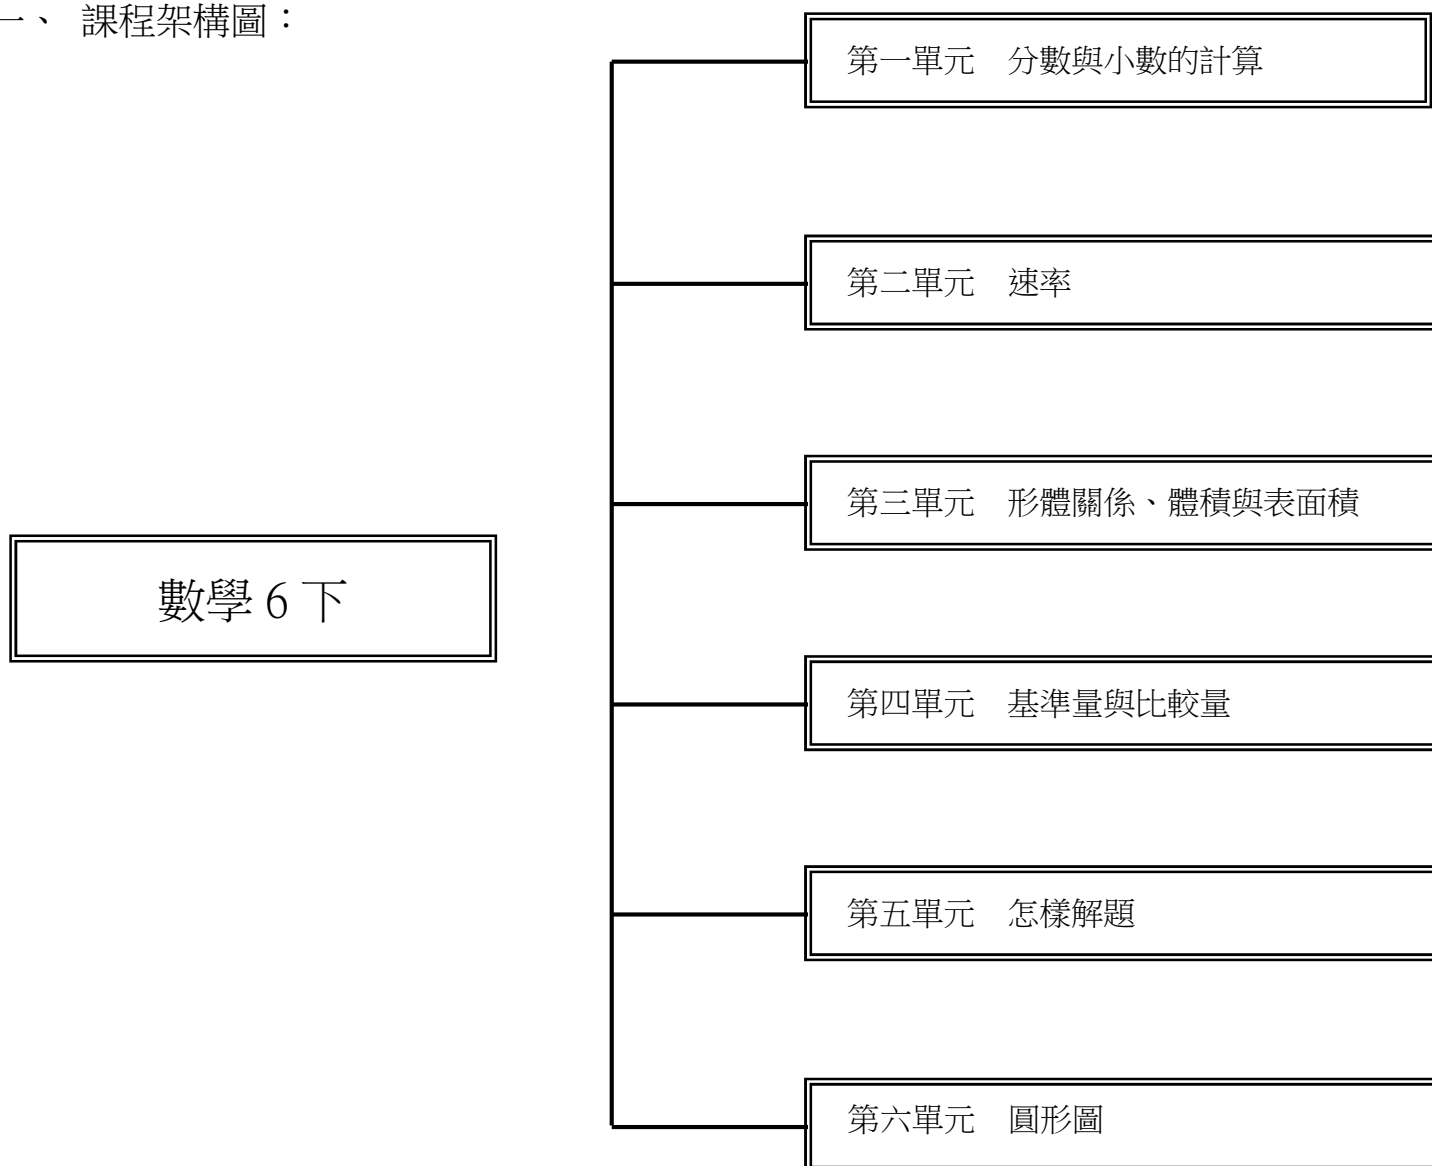 一、 課程架構圖：
第一單元　分數與小數的計算
第二單元　速率
第三單元　形體關係、體積與表面積
數學 6 下
第四單元　基準量與比較量
第五單元　怎樣解題
第六單元　圓形圖